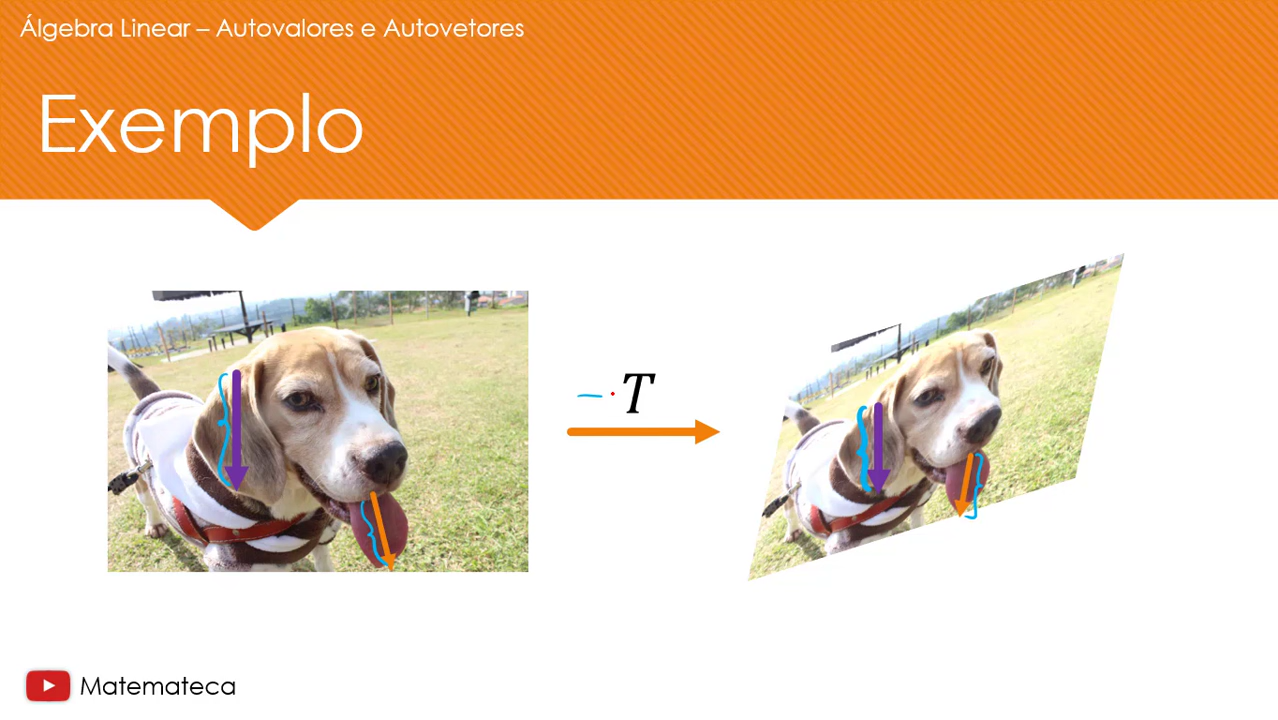 Álgebra Linear – Autovalores e Autovetores
Exemplo
T
Matemateca